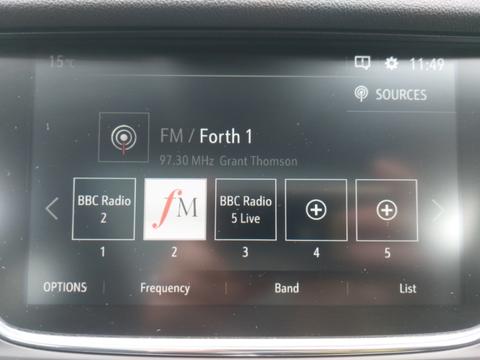 15 °C
11:49
SOURCES
FM / Forth 1
97.30 MHz Grant Thomson
BBC Radio
2
fM
BBC Radio
5 Live
1 2 3 4 5
OPTIONS Frequency Band List